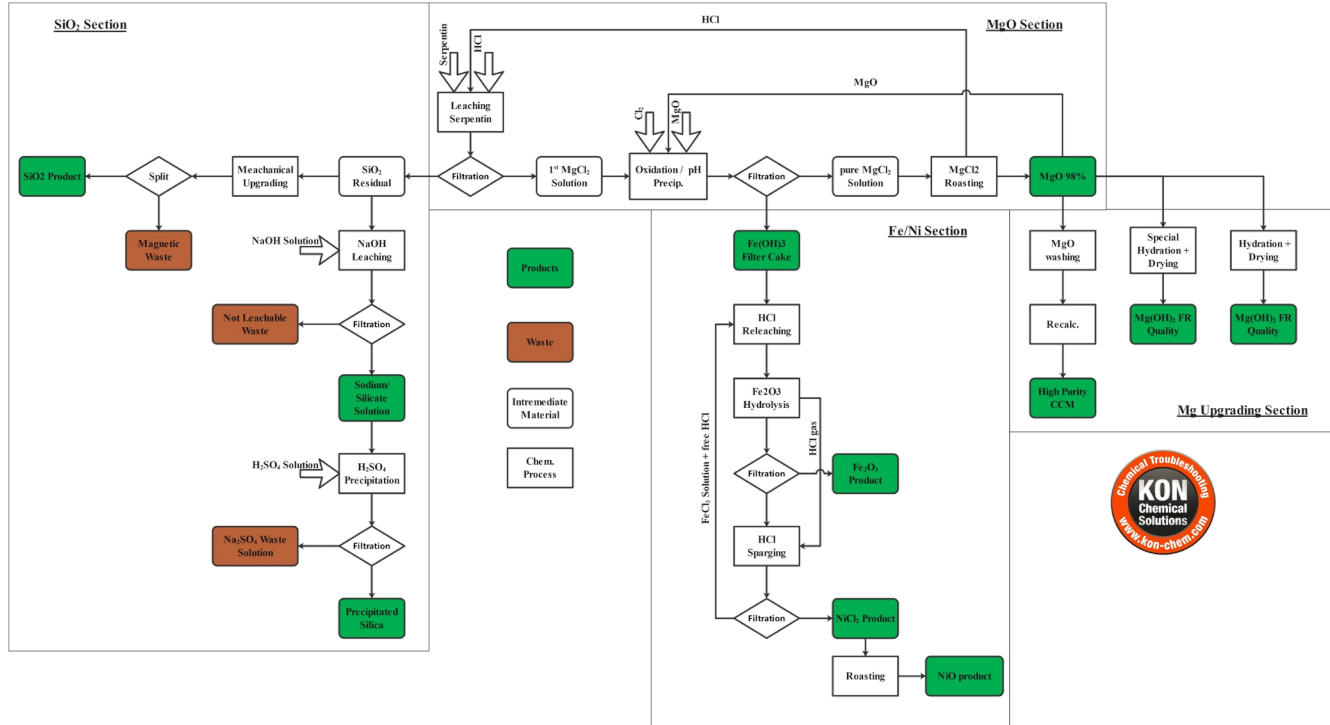 SiO₂ Section
HCl
MgO Section
Serpentin
HCl
MgO
Leaching
Serpentin
Cl₂
MgO
SiO2 Product
Split
Meachanical
Upgrading
SiO₂
Residual
Filtration
1st MgCl₂
Solution
Oxidation / pH
Precip.
Filtration
pure MgCl₂
Solution
MgCl2
Roasting
MgO 98%
Magnetic
Waste
NaOH Solution
NaOH
Leaching
Not Leachable
Waste
Filtration
Sodium/
Silicate
Solution
H₂SO₄ Solution
H₂SO₄
Precipitation
Na₂SO₄ Waste
Solution
Filtration
Precipitated
Silica
Products
Waste
Intremediate
Material
Chem.
Process
Fe/Ni Section
Fe(OH)3
Filter Cake
HCl
Releaching
Fe2O3
Hydrolysis
HCl gas
FeCl₃ Solution + free HCl
Filtration
Fe₂O₃
Product
HCl
Sparging
Filtration
NiCl₂ Product
Roasting
NiO product
MgO
washing
Special
Hydration +
Drying
Hydration +
Drying
Recalc.
Mg(OH)₂ FR
Quality
Mg(OH)₂ FR
Quality
High Purity
CCM
Mg Upgrading Section
Chemical Troubleshooting
KON
Chemical
Solutions
www.kon-chem.com